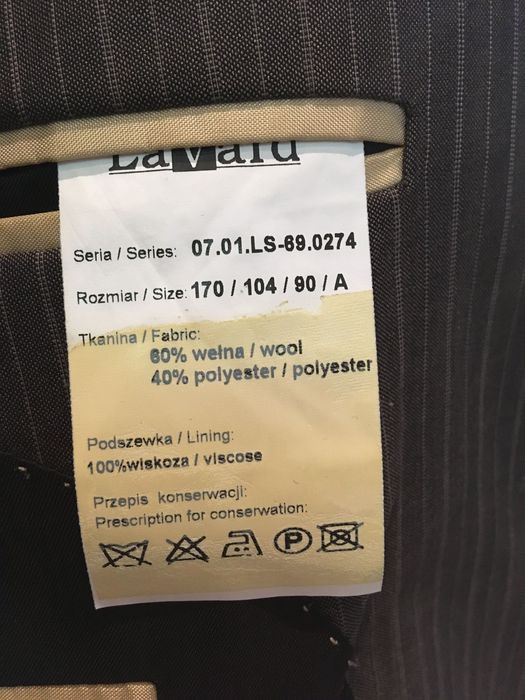 LaVard
Seria / Series: 07.01.LS-69.0274
Rozmiar / Size: 170 / 104 / 90 / A
Tkanina / Fabric:
60% wełna / wool
40% polyester / polyester
Podszewka / Lining:
100%wiskoza / viscose
Przepis konserwacji:
Prescription for conserwation:
P